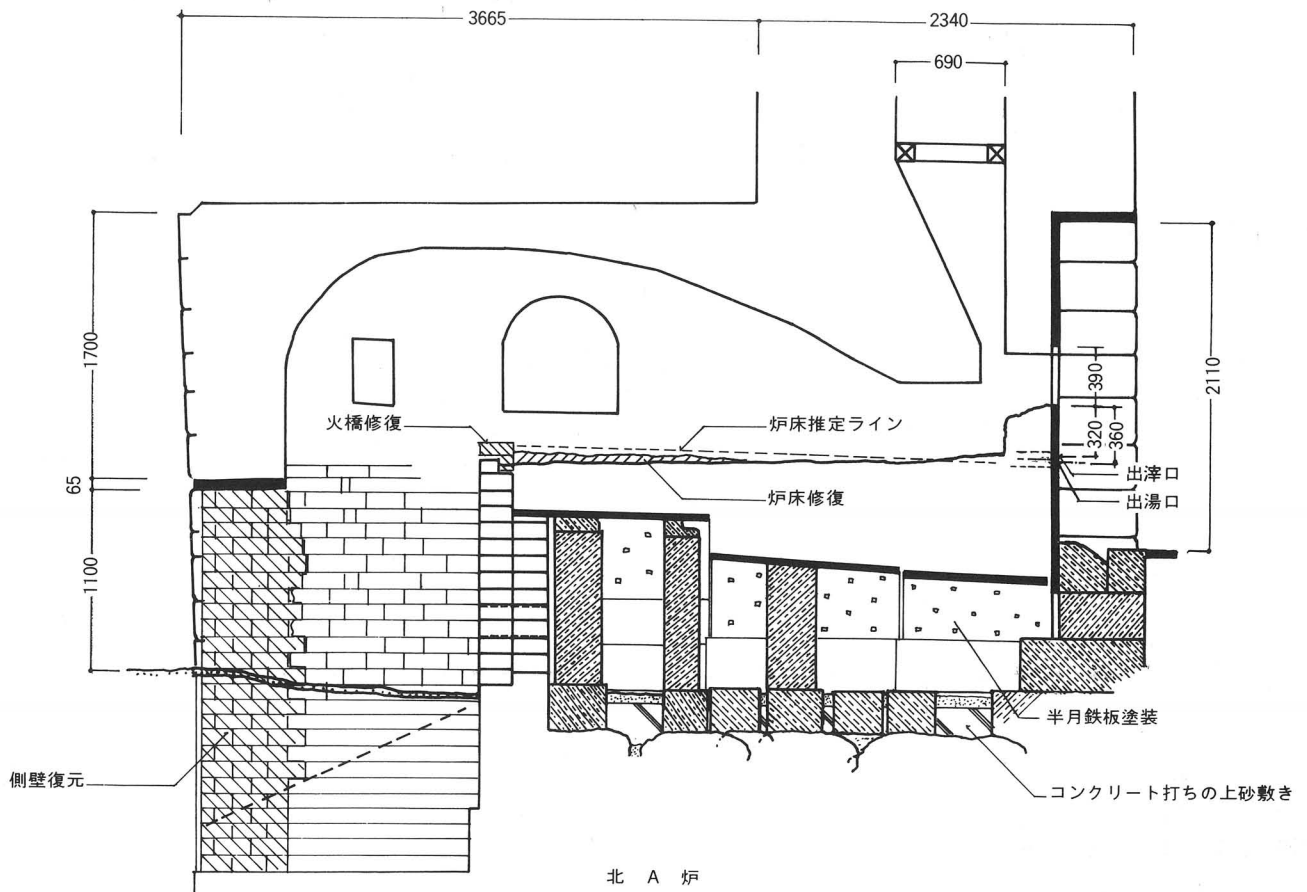 3665
2340
690
1700
390
2110
火橋修復
炉床推定ライン
320
360
65
炉床修復
出滓口
出湯口
1100
半月鉄板塗装
側壁復元
コンクリート打ちの上砂敷き
北 A 炉